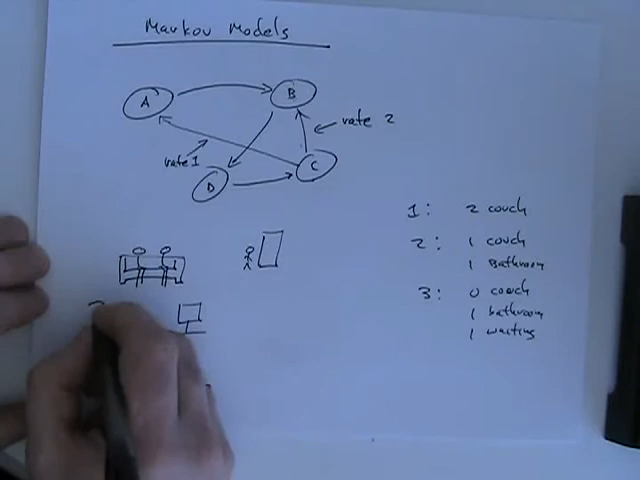 Markov Models
A
B
rate 2
rate 1
C
D
1: 2 couch
2: 1 couch
1 Bathroom
3: 0 couch
1 bathroom
1 waiting